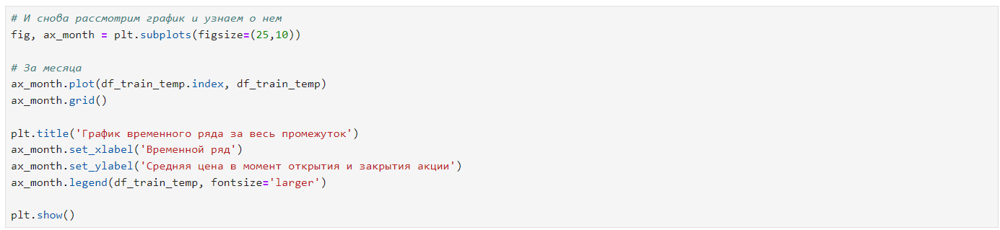 # И снова рассмотрим график и узнаем о нем
fig, ax_month = plt.subplots(figsize=(25,10))
# За месяца
ax_month.plot(df_train_temp.index, df_train_temp)
ax_month.grid()
plt.title('График временного ряда за весь промежуток')
ax_month.set_xlabel('Временной ряд')
ax_month.set_ylabel('Средняя цена в момент открытия и закрытия акции')
ax_month.legend(df_train_temp, fontsize='larger')
plt.show()